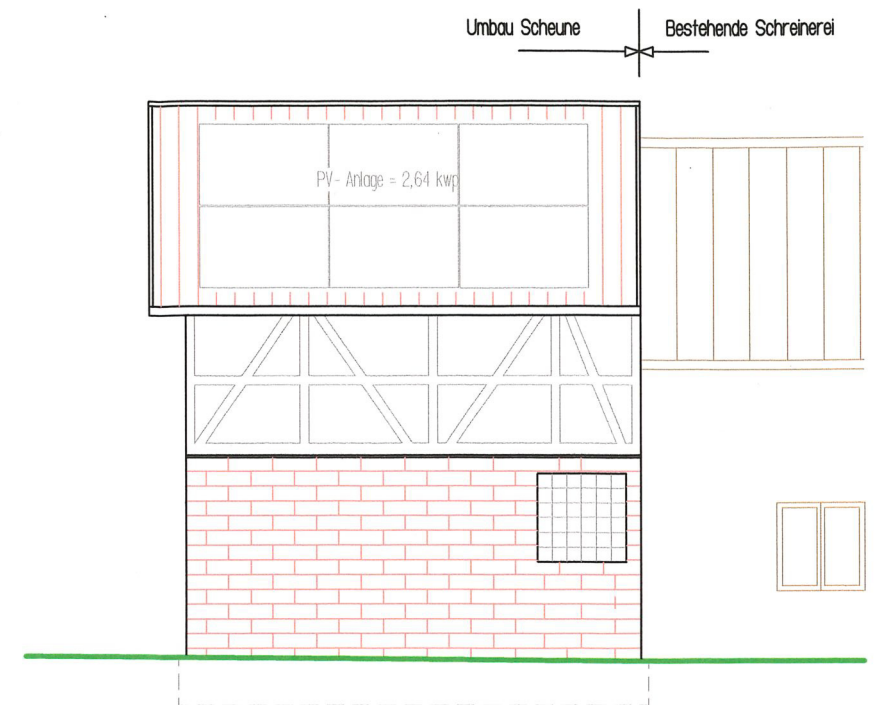 Umbau Scheune
Bestehende Schreinerei
PV- Anlage = 2,64 kwp